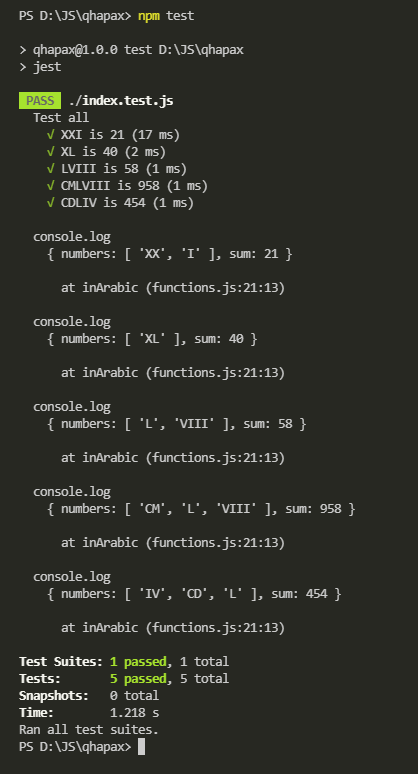 PS D:\JS\qhapax> npm test
> qhapax@1.0.0 test D:\JS\qhapax
> jest
PASS ./index.test.js
Test all
√ XXI is 21 (17 ms)
√ XL is 40 (2 ms)
√ LVIII is 58 (1 ms)
√ CMLVIII is 958 (1 ms)
√ CDLIV is 454 (1 ms)
console.log
{ numbers: [ 'XX', 'I' ], sum: 21 }
at inArabic (functions.js:21:13)
console.log
{ numbers: [ 'XL' ], sum: 40 }
at inArabic (functions.js:21:13)
console.log
{ numbers: [ 'L', 'VIII' ], sum: 58 }
at inArabic (functions.js:21:13)
console.log
{ numbers: [ 'CM', 'L', 'VIII' ], sum: 958 }
at inArabic (functions.js:21:13)
console.log
{ numbers: [ 'IV', 'CD', 'L' ], sum: 454 }
at inArabic (functions.js:21:13)
Test Suites: 1 passed, 1 total
Tests: 5 passed, 5 total
Snapshots: 0 total
Time: 1.218 s
Ran all test suites.
PS D:\JS\qhapax>